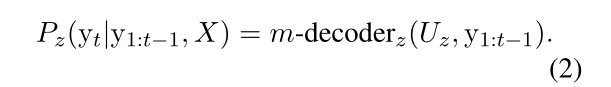 P_z(y_t|y_{1:t−1}, X) = m-decoder_z(U_z, y_{1:t−1}).
(2)